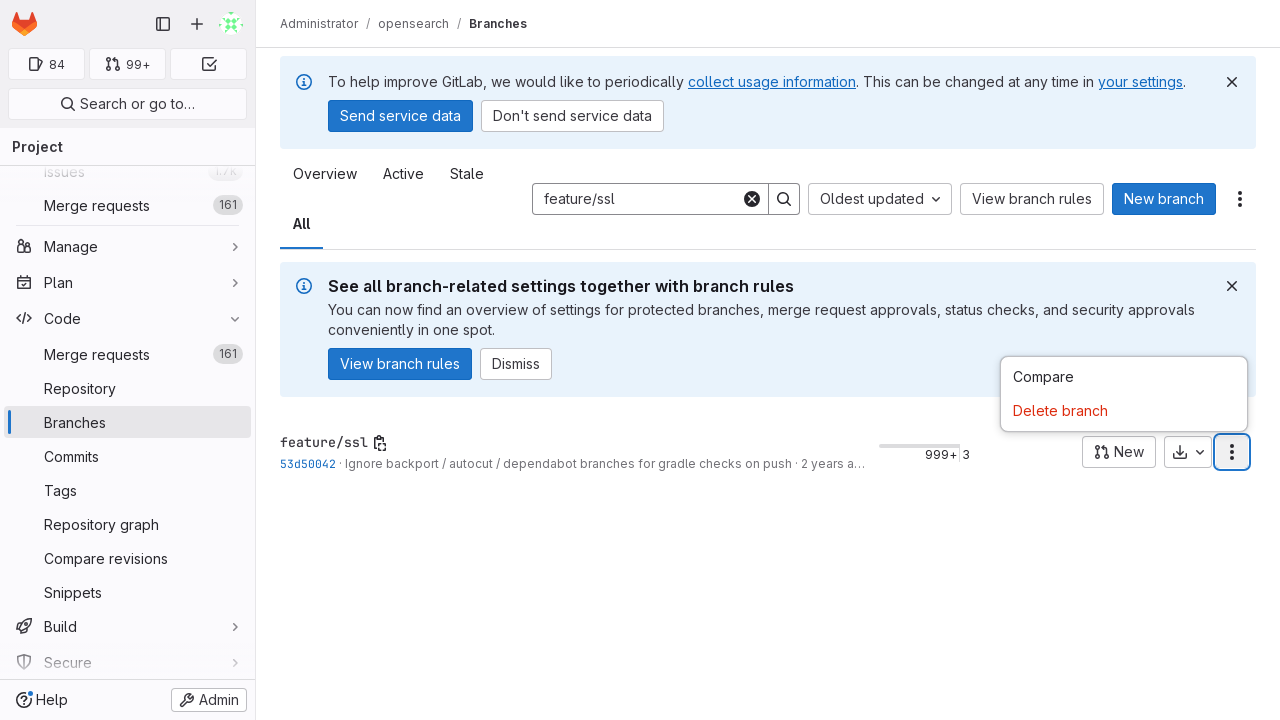 Administrator / opensearch / Branches
84
99+
Search or go to…
Project
Issues 1.7k
Merge requests 161
Manage
Plan
Code
Merge requests 161
Repository
Branches
Commits
Tags
Repository graph
Compare revisions
Snippets
Build
Secure
Help
Admin
To help improve GitLab, we would like to periodically collect usage information. This can be changed at any time in your settings.
Send service data
Don't send service data
Overview
Active
Stale
All
feature/ssl
Oldest updated
View branch rules
New branch
See all branch-related settings together with branch rules
You can now find an overview of settings for protected branches, merge request approvals, status checks, and security approvals
conveniently in one spot.
View branch rules
Dismiss
Compare
Delete branch
feature/ssl
53d50042 · Ignore backport / autocut / dependabot branches for gradle checks on push · 2 years a…
999+ 3
New